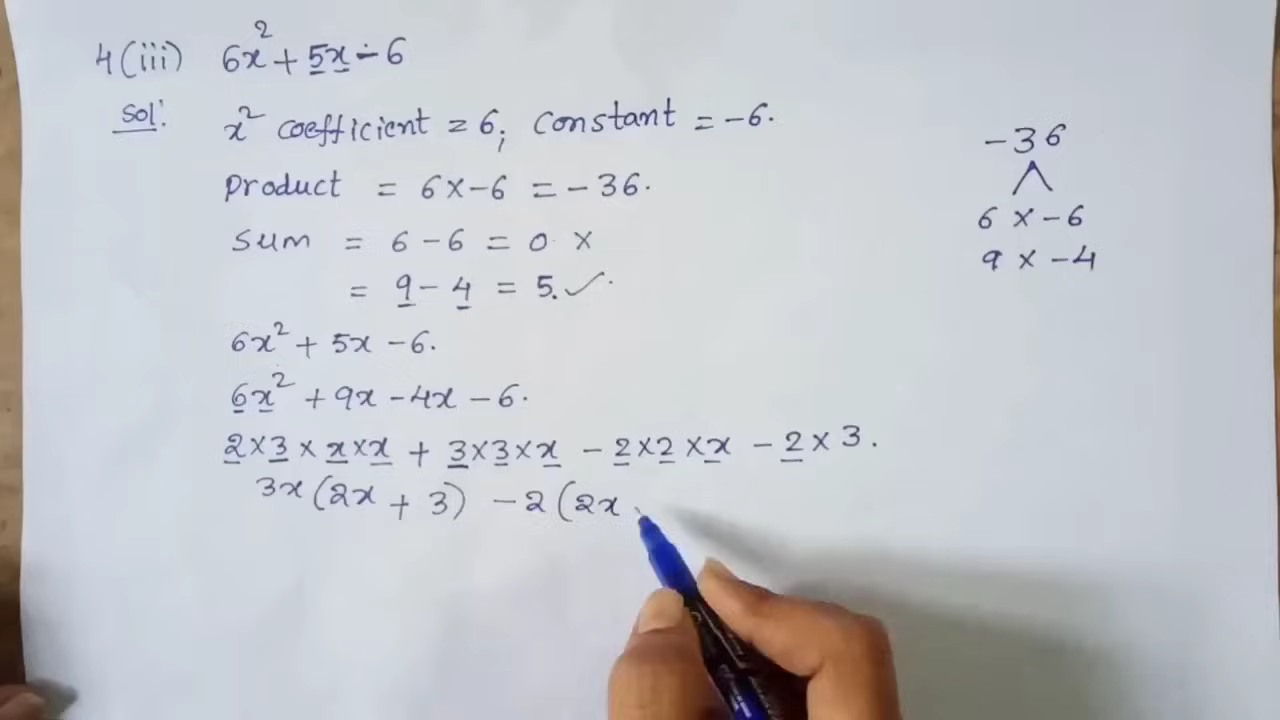 4(iii) 6x² + 5x - 6
Sol:
x² coefficient = 6; constant = -6.
Product = 6x-6 = -36.
Sum = 6-6 = 0 x
= 9-4 = 5. ✓.
6x² + 5x - 6.
6x² + 9x - 4x - 6.
2×3×x×x + 3×3×x - 2×2×x - 2×3.
3x(2x + 3) -2(2x
-36
6 x -6
9 x -4